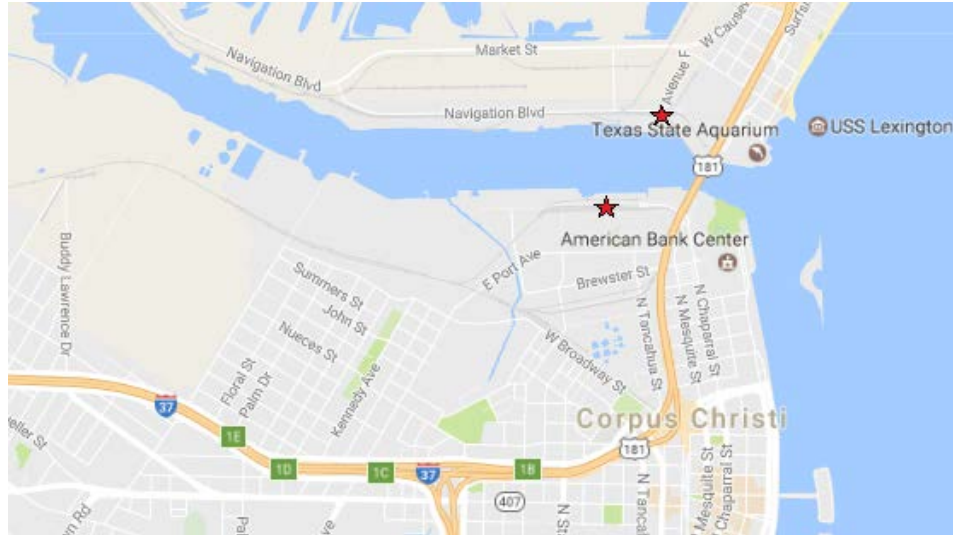 Surfsi
W Causew
Market St
Navigation Blvd
Avenue F
Navigation Blvd
Texas State Aquarium
USS Lexington
181
American Bank Center
Buddy Lawrence Dr
E Port Ave
Brewster St
Summers St
John St
Nueces St
N Tancahua St
N Mesquite St
N Chaparral St
W Broadway St
Floral St
Palm Dr
Kennedy Ave
37
Corpus Christi
ueller St
1E
181
1D
1C
37
1B
407
N Tanca
Mesquite St
Chaparral St
N St
Pal
n Rd